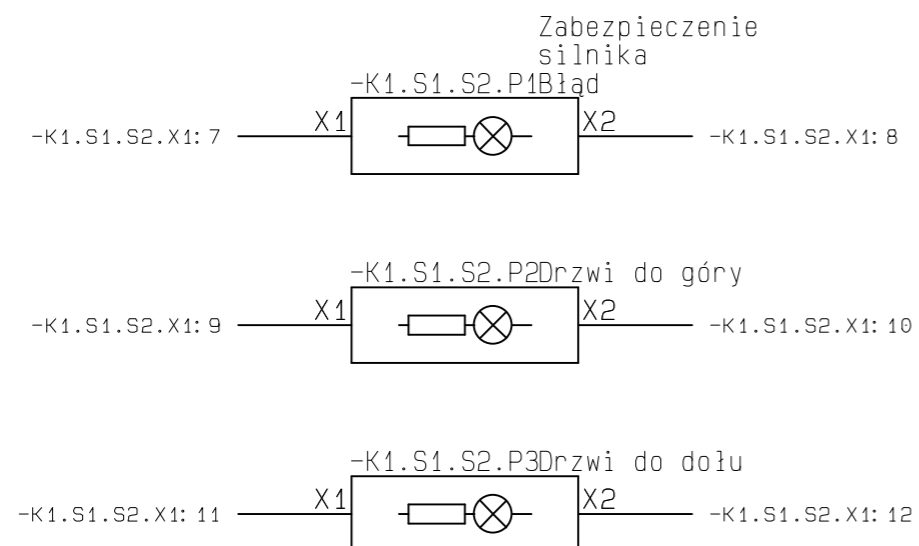 Zabezpieczenie
silnika
-K1.S1.S2.P1Błąd
-K1.S1.S2.X1:7 X1 X2 -K1.S1.S2.X1:8
-K1.S1.S2.P2Drzwi do góry
-K1.S1.S2.X1:9 X1 X2 -K1.S1.S2.X1:10
-K1.S1.S2.P3Drzwi do dołu
-K1.S1.S2.X1:11 X1 X2 -K1.S1.S2.X1:12